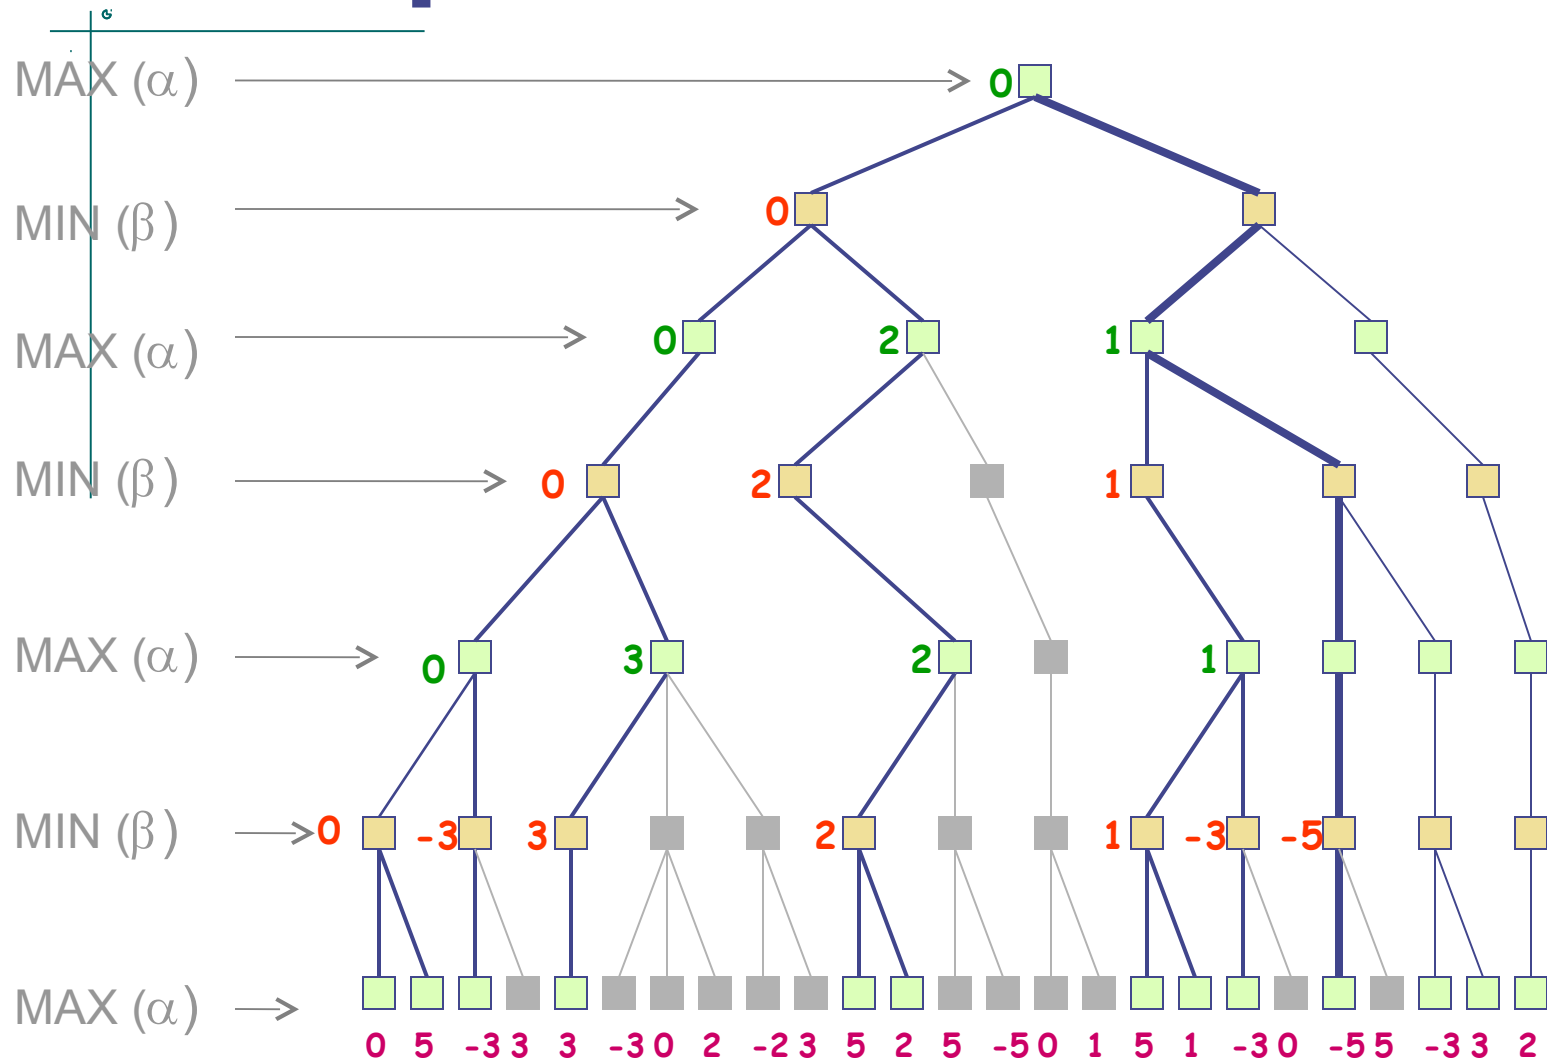 MAX (α) 0
MIN (β) 0
MAX (α) 0 2 1
MIN (β) 0 2 1
MAX (α) 0 3 2 1
MIN (β) 0 -3 3 2 1 -3 -5
MAX (α)
0 5 -3 3 3 -3 0 2 -2 3 5 2 5 -5 0 1 5 1 -3 0 -5 5 -3 3 2